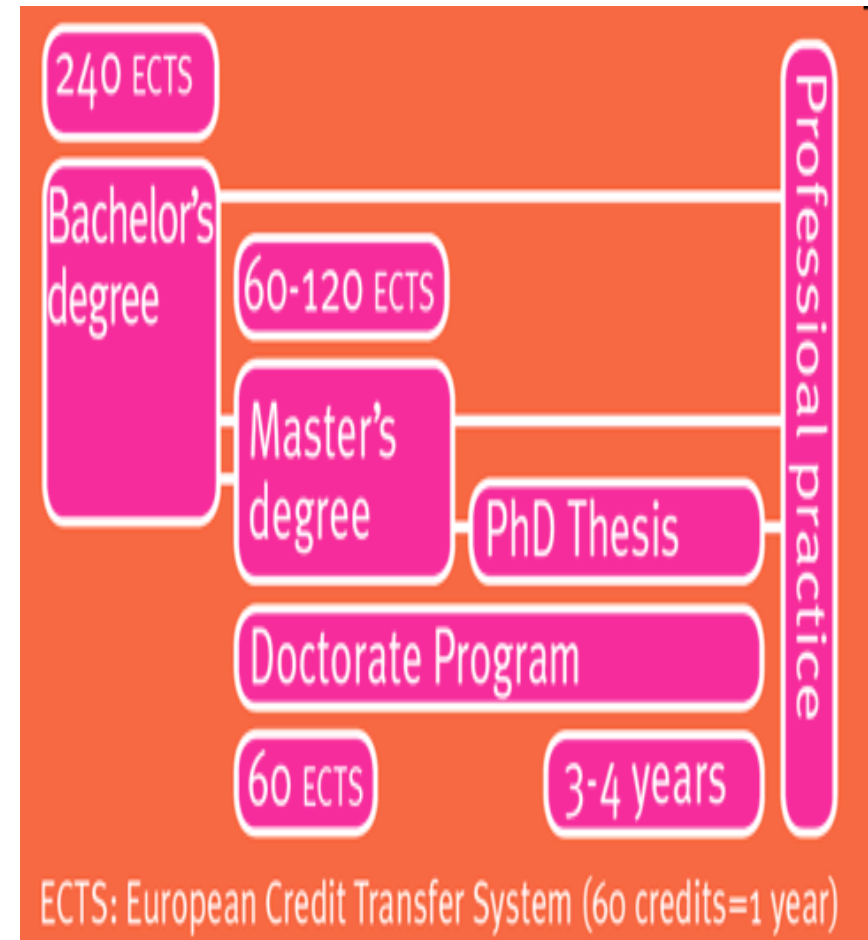 240 ECTS
Bachelor's
degree
60-120 ECTS
Master's
degree
PhD Thesis
Doctorate Program
60 ECTS
3-4 years
Professioal practice
ECTS: European Credit Transfer System (60 credits=1 year)